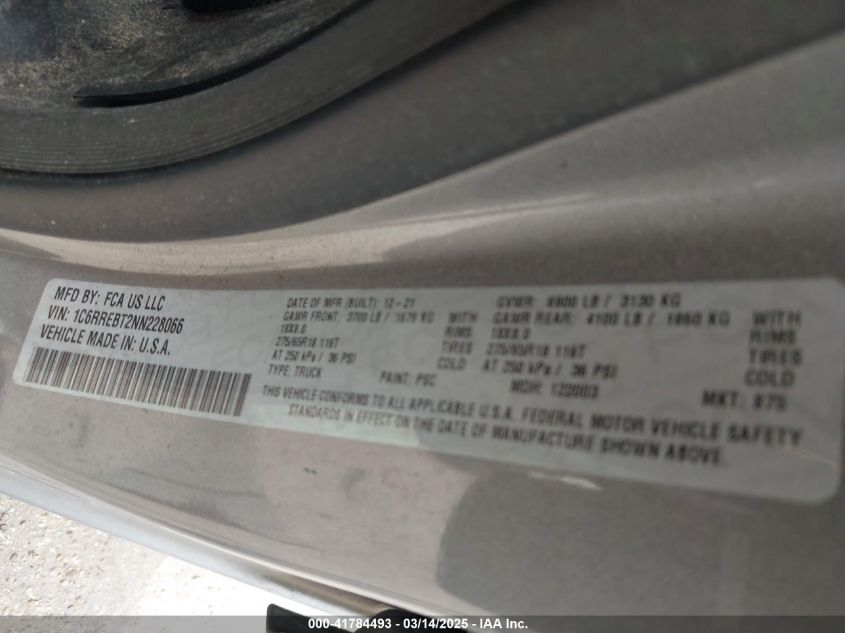 MFD BY: FCA US LLC
VIN: 1C6RREBT2NN228066
VEHICLE MADE IN: U.S.A.
DATE OF MFR (BUILT): 12-21 GVWR: 6900 LB / 3130 KG
GAWR FRONT: 3700 LB / 1678 KG WITH GAWR REAR: 4100 LB / 1860 KG WITH
18X8.0 RIMS 18X8.0 RIMS
275/65R18 116T TIRES 275/65R18 116T TIRES
AT 250 kPa / 36 PSI COLD AT 250 kPa / 36 PSI COLD
TYPE: TRUCK PAINT: PSC MDH: MKT: 875
THIS VEHICLE CONFORMS TO ALL APPLICABLE U.S.A. FEDERAL MOTOR VEHICLE SAFETY
STANDARDS IN EFFECT ON THE DATE OF MANUFACTURE SHOWN ABOVE.
000-41784493 - 03/14/2025 - IAA Inc.